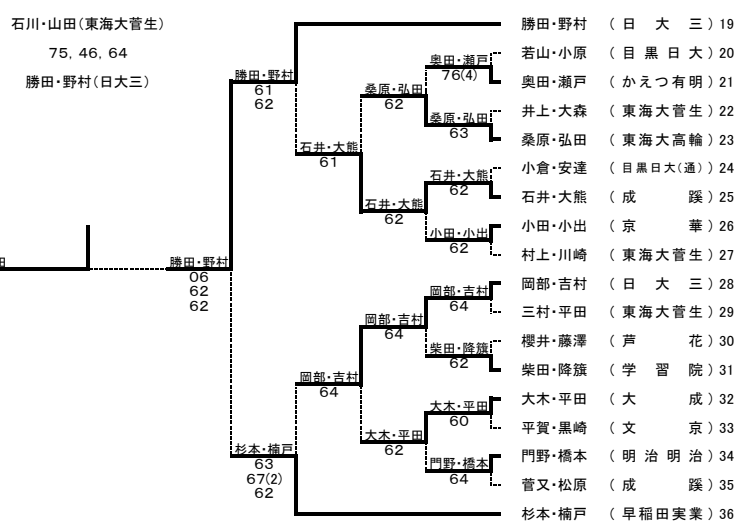 石川・山田(東海大菅生)
75, 46, 64
勝田・野村(日大三)
田
勝田・野村
06
62
62
勝田・野村
61
62
杉本・楠戸
63
67(2)
62
石井・大熊
61
岡部・吉村
64
桑原・弘田
62
石井・大熊
62
岡部・吉村
64
大木・平田
62
奥田・瀬戸
76(4)
桑原・弘田
63
石井・大熊
62
小田・小出
62
岡部・吉村
64
柴田・降籏
62
大木・平田
60
門野・橋本
64
勝田・野村 (日大三) 19
若山・小原 (目黒日大) 20
奥田・瀬戸 (かえつ有明) 21
井上・大森 (東海大菅生) 22
桑原・弘田 (東海大高輪) 23
小倉・安達 (目黒日大(通)) 24
石井・大熊 (成蹊) 25
小田・小出 (京華) 26
村上・川崎 (東海大菅生) 27
岡部・吉村 (日大三) 28
三村・平田 (東海大菅生) 29
櫻井・藤澤 (芦花) 30
柴田・降籏 (学習院) 31
大木・平田 (大成) 32
平賀・黒崎 (文京) 33
門野・橋本 (明治明治) 34
菅又・松原 (成蹊) 35
杉本・楠戸 (早稲田実業) 36